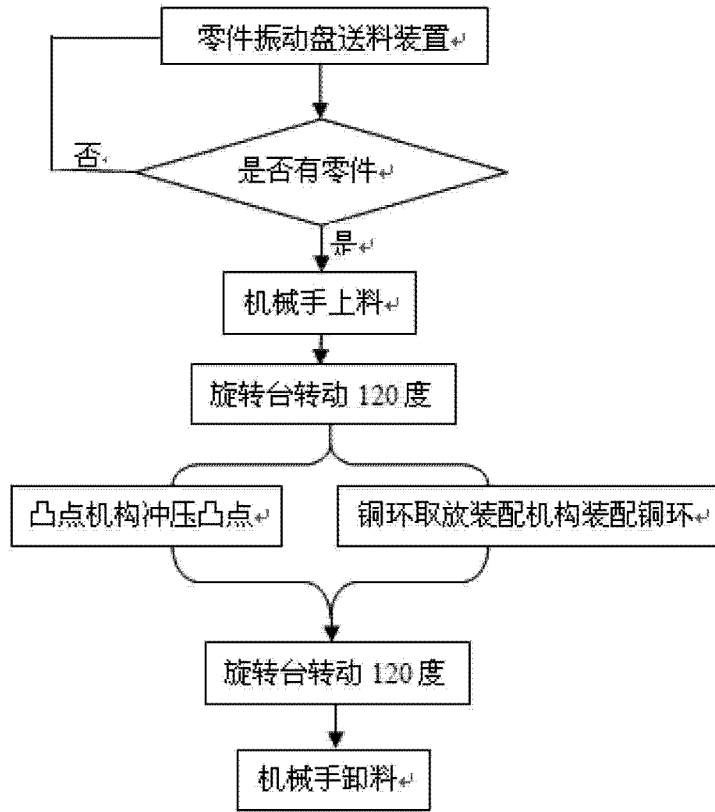 零件振动盘送料装置
否
是否有零件
是
机械手上料
旋转台转动 120 度
凸点机构冲压凸点
铜环取放装配机构装配铜环
旋转台转动 120 度
机械手卸料